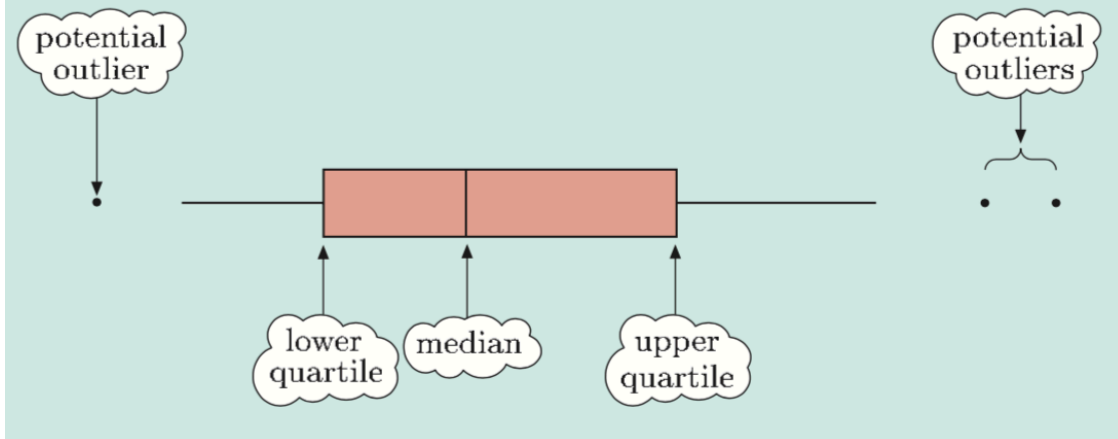 potential
outlier
potential
outliers
lower
quartile
median
upper
quartile